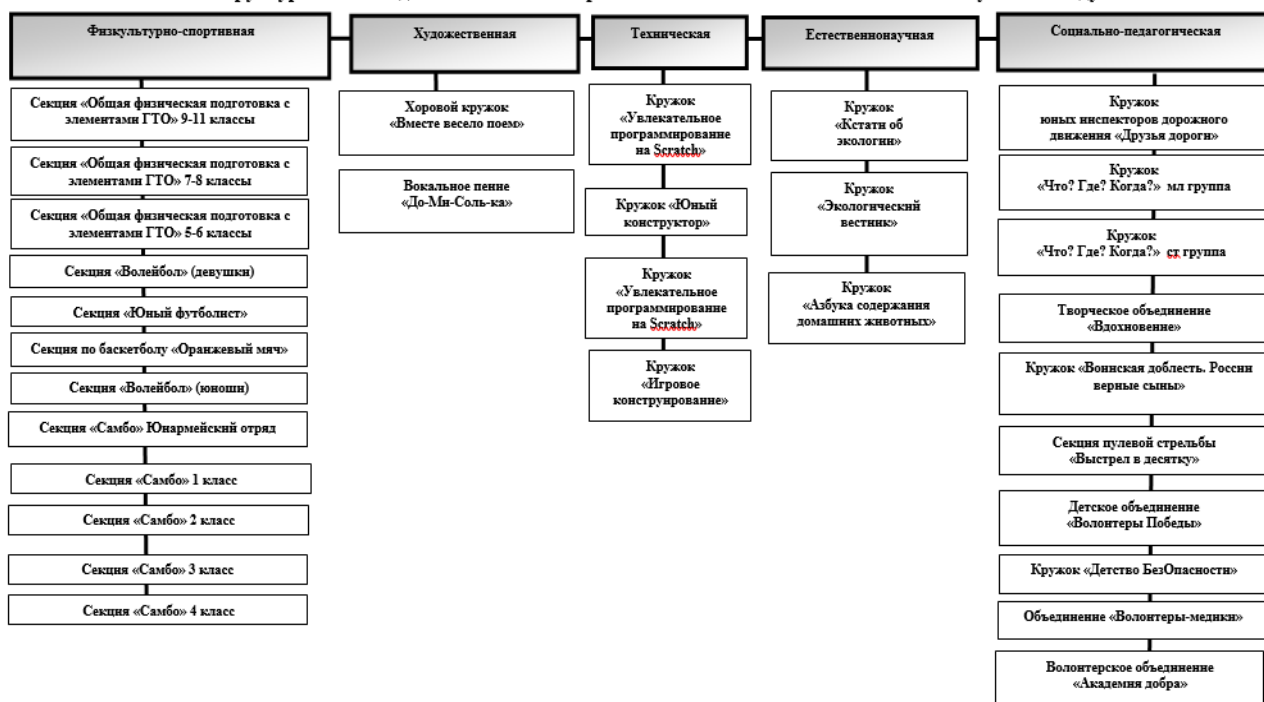 Физкультурно-спортивная
Секция «Общая физическая подготовка с
элементами ГТО» 9-11 классы
Секция «Общая физическая подготовка с
элементами ГТО» 7-8 классы
Секция «Общая физическая подготовка с
элементами ГТО» 5-6 классы
Секция «Волейбол» (девушки)
Секция «Юный футболист»
Секция по баскетболу «Оранжевый мяч»
Секция «Волейбол» (юноши)
Секция «Самбо» Юнармейский отряд
Секция «Самбо» 1 класс
Секция «Самбо» 2 класс
Секция «Самбо» 3 класс
Секция «Самбо» 4 класс
Художественная
Хоровой кружок
«Вместе весело поем»
Вокальное пение
«До-Ми-Соль-ка»
Техническая
Кружок
«Увлекательное
программирование
на Scratch»
Кружок «Юный
конструктор»
Кружок
«Увлекательное
программирование
на Scratch»
Кружок
«Игровое
конструирование»
Естественнонаучная
Кружок
«Кстати об
экологии»
Кружок
«Экологический
вестник»
Кружок
«Азбука содержания
домашних животных»
Социально-педагогическая
Кружок
юных инспекторов дорожного
движения «Друзья дороги»
Кружок
«Что? Где? Когда?» мл группа
Кружок
«Что? Где? Когда?» ст группа
Творческое объединение
«Вдохновение»
Кружок «Воинская доблесть. России
верные сыны»
Секция пулевой стрельбы
«Выстрел в десятку»
Детское объединение
«Волонтеры Победы»
Кружок «Детство БезОпасности»
Объединение «Волонтеры-медики»
Волонтерское объединение
«Академия добра»